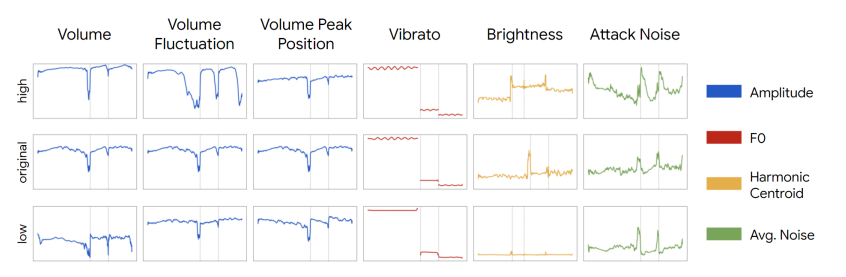 Volume
Volume
Fluctuation
Volume Peak
Position
Vibrato
Brightness
Attack Noise
high
original
low
Amplitude
F0
Harmonic
Centroid
Avg. Noise